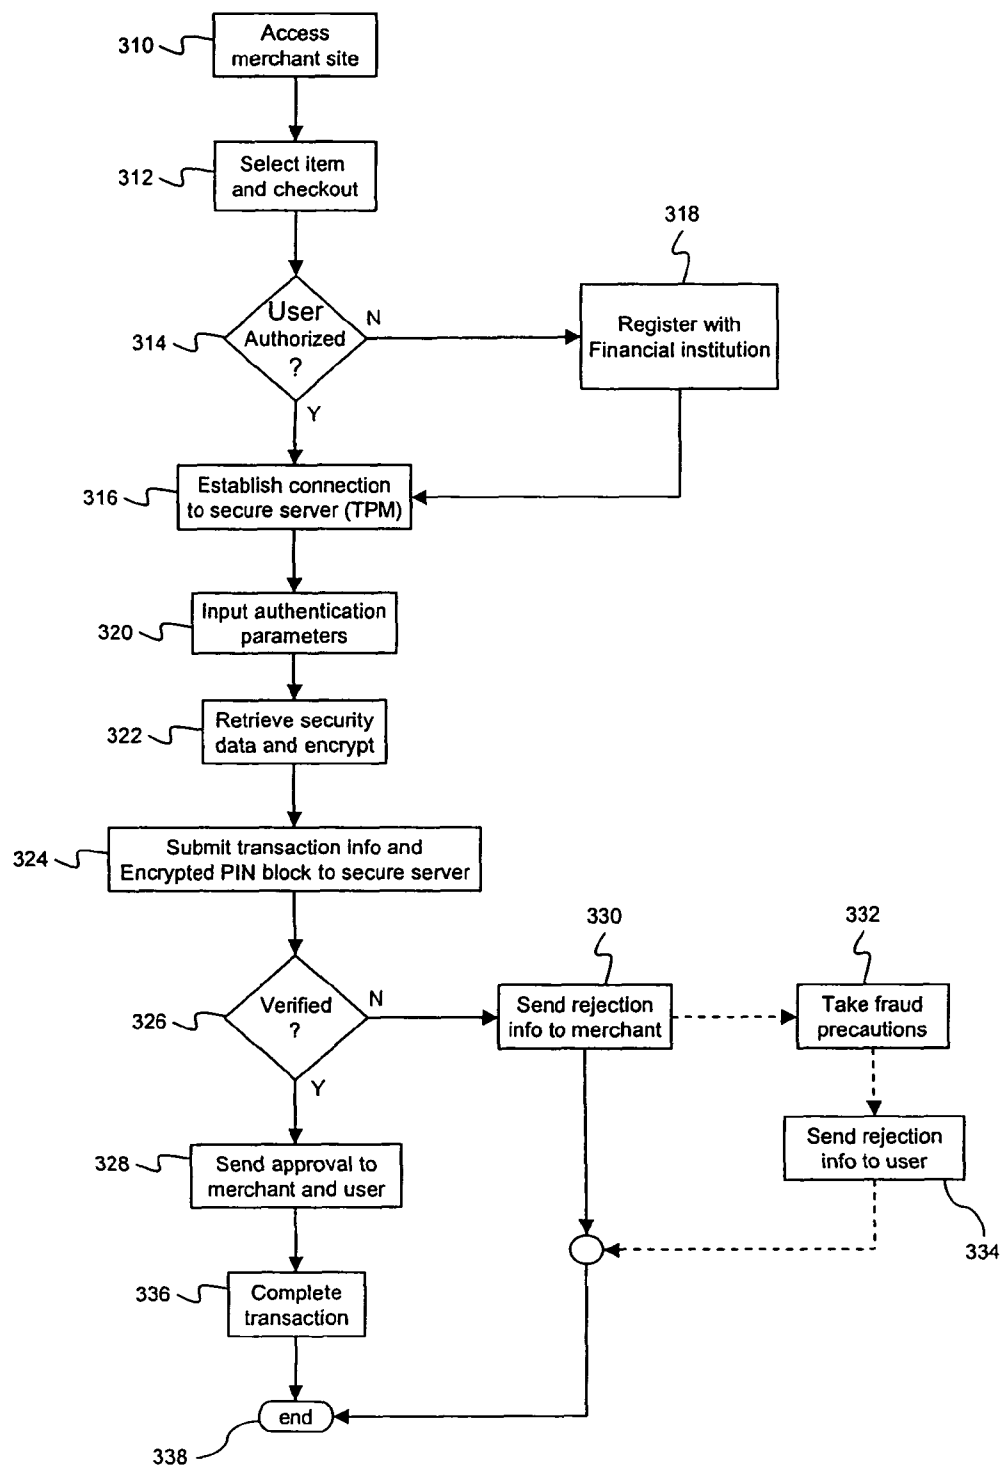 310
Access
merchant site
312
Select item
and checkout
318
314
User
Authorized
?
N
Register with
Financial institution
Y
316
Establish connection
to secure server (TPM)
320
Input authentication
parameters
322
Retrieve security
data and encrypt
324
Submit transaction info and
Encrypted PIN block to secure server
330
332
326
Verified
?
N
Send rejection
info to merchant
Take fraud
precautions
Y
328
Send approval to
merchant and user
Send rejection
info to user
334
336
Complete
transaction
end
338